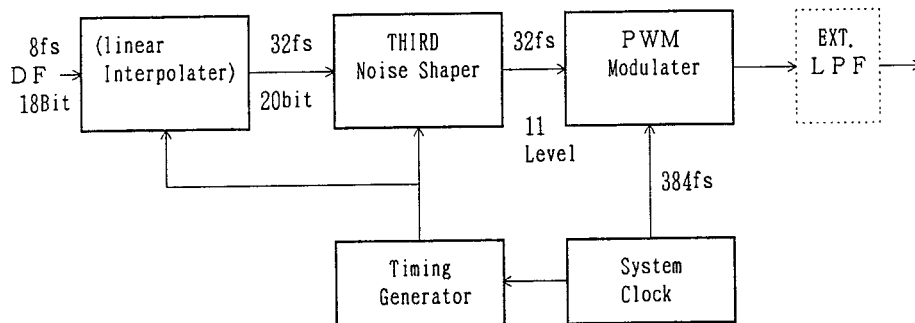 8fs
DF
18Bit
(linear
Interpolater)
32fs
20bit
THIRD
Noise Shaper
32fs
11
Level
PWM
Modulater
EXT.
LPF
384fs
Timing
Generator
System
Clock